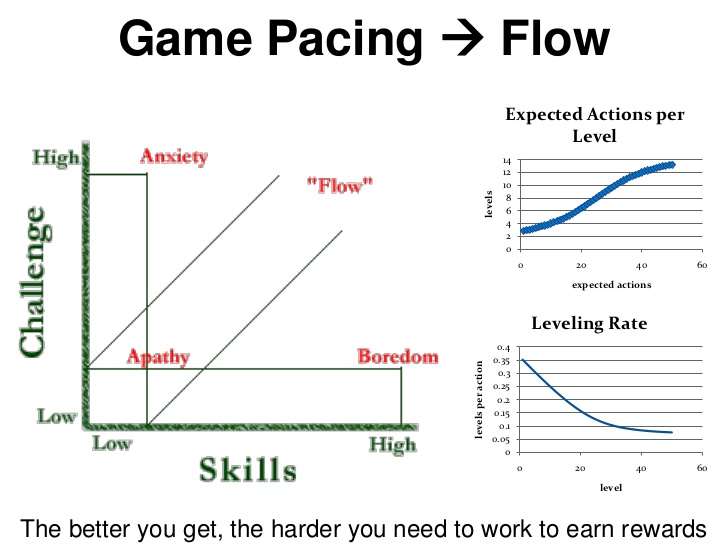 Game Pacing → Flow
High
Anxiety
"Flow"
Challenge
Apathy
Boredom
Low
Low
High
Skills
Expected Actions per
Level
levels
14
12
10
8
6
4
2
0
0 20 40 60
expected actions
Leveling Rate
levels per action
0.4
0.35
0.3
0.25
0.2
0.15
0.1
0.05
0
0 20 40 60
level
The better you get, the harder you need to work to earn rewards